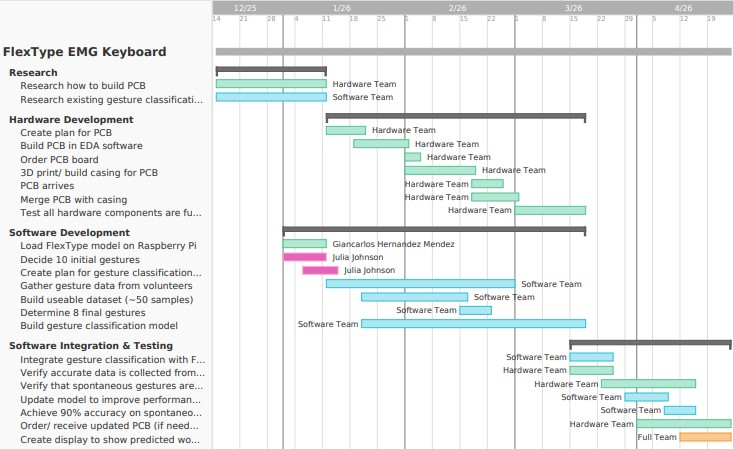 12/25 1/26 2/26 3/26 4/26
14 21 28 4 11 18 25 1 8 15 22 1 8 15 22 29 5 12 19
FlexType EMG Keyboard
Research
Research how to build PCB Hardware Team
Research existing gesture classificati... Software Team
Hardware Development
Create plan for PCB Hardware Team
Build PCB in EDA software Hardware Team
Order PCB board Hardware Team
3D print/ build casing for PCB Hardware Team
PCB arrives Hardware Team
Merge PCB with casing Hardware Team
Test all hardware components are fu... Hardware Team
Software Development
Load FlexType model on Raspberry Pi Giancarlos Hernandez Mendez
Decide 10 initial gestures Julia Johnson
Create plan for gesture classification... Julia Johnson
Gather gesture data from volunteers Software Team
Build useable dataset (~50 samples) Software Team
Determine 8 final gestures Software Team
Build gesture classification model Software Team
Software Integration & Testing
Integrate gesture classification with F... Software Team
Verify accurate data is collected from... Hardware Team
Verify that spontaneous gestures are... Hardware Team
Update model to improve performan... Software Team
Achieve 90% accuracy on spontaneo... Software Team
Order/ receive updated PCB (if need... Hardware Team
Create display to show predicted wo... Full Team